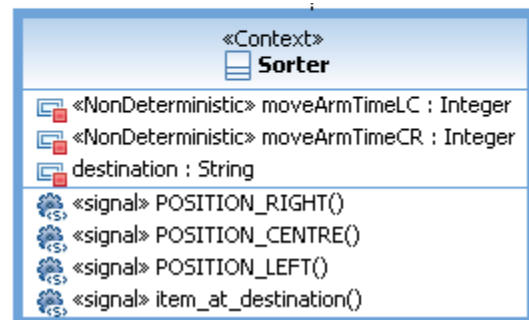 «Context»
Sorter
«NonDeterministic» moveArmTimeLC : Integer
«NonDeterministic» moveArmTimeCR : Integer
destination : String
«signal» POSITION_RIGHT()
«signal» POSITION_CENTRE()
«signal» POSITION_LEFT()
«signal» item_at_destination()